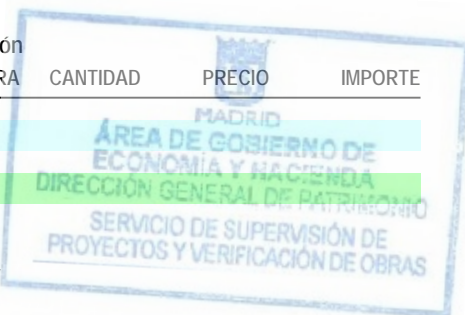 ón
RA CANTIDAD PRECIO IMPORTE
MADRID
ÁREA DE GOBIERNO DE
ECONOMÍA Y HACIENDA
DIRECCIÓN GENERAL DE PATRIMONIO
SERVICIO DE SUPERVISIÓN DE
PROYECTOS Y VERIFICACIÓN DE OBRAS